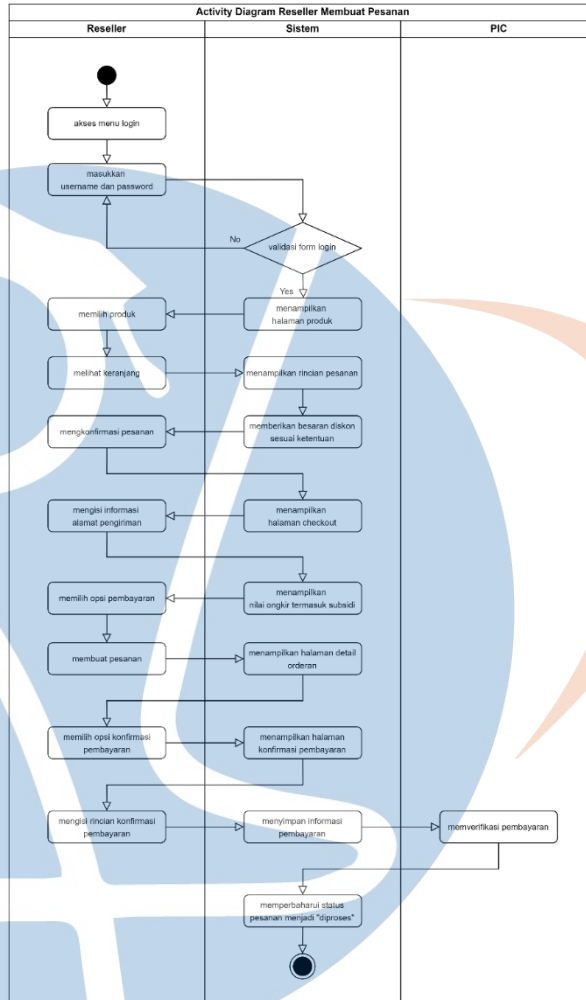 Activity Diagram Reseller Membuat Pesanan
Reseller
Sistem
PIC
akses menu login
masukkan
username dan password
No
validasi form login
Yes
memilih produk
menampilkan
halaman produk
melihat keranjang
menampilkan rincian pesanan
mengkonfirmasi pesanan
memberikan besaran diskon
sesuai ketentuan
mengisi informasi
alamat pengiriman
menampilkan
halaman checkout
memilih opsi pembayaran
menampilkan
nilai ongkir termasuk subsidi
membuat pesanan
menampilkan halaman detail
orderan
memilih opsi konfirmasi
pembayaran
menampilkan halaman
konfirmasi pembayaran
mengisi rincian konfirmasi
pembayaran
menyimpan informasi
pembayaran
memverifikasi pembayaran
memperbaharui status
pesanan menjadi "diproses"